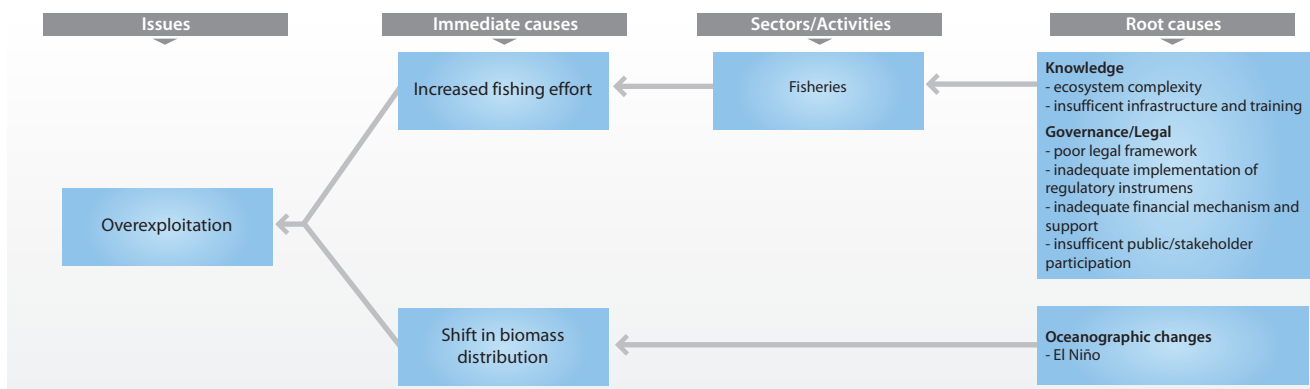 Issues
Immediate causes
Sectors/Activities
Root causes
Increased fishing effort
Fisheries
Knowledge
- ecosystem complexity
- insufficent infrastructure and training
Governance/Legal
- poor legal framework
- inadequate implementation of
regulatory instrumens
- inadequate financial mechanism and
support
- insufficent public/stakeholder
participation
Overexploitation
Shift in biomass
distribution
Oceanographic changes
- El Niño